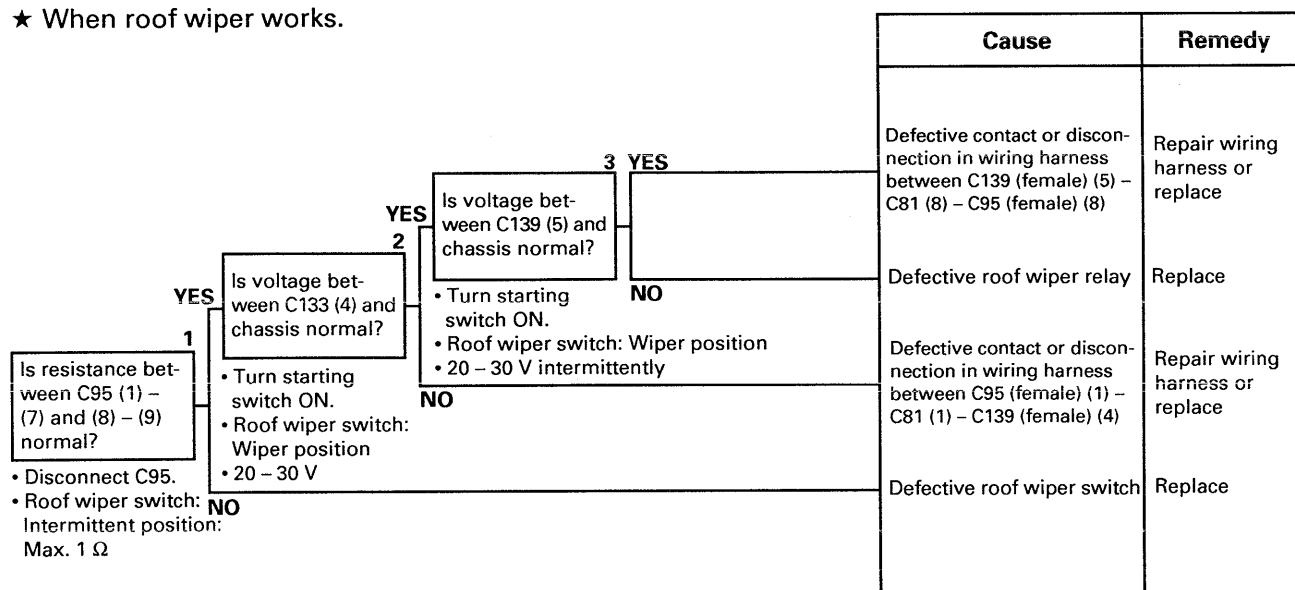 ★ When roof wiper works.
Cause
Remedy
Defective contact or discon-
nection in wiring harness
between C139 (female) (5) –
C81 (8) – C95 (female) (8)
Repair wiring
harness or
replace
3 YES
Is voltage bet-
ween C139 (5) and
chassis normal?
YES
2
Is voltage bet-
ween C133 (4) and
chassis normal?
Defective roof wiper relay
Replace
NO
• Turn starting
switch ON.
• Roof wiper switch: Wiper position
• 20 – 30 V intermittently
YES
1
Is resistance bet-
ween C95 (1) –
(7) and (8) – (9)
normal?
• Turn starting
switch ON.
• Roof wiper switch:
Wiper position
• 20 – 30 V
NO
Defective contact or discon-
nection in wiring harness
between C95 (female) (1) –
C81 (1) – C139 (female) (4)
Repair wiring
harness or
replace
• Disconnect C95.
• Roof wiper switch:
Intermittent position:
Max. 1 Ω
NO
Defective roof wiper switch
Replace